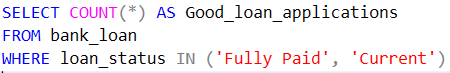 SELECT COUNT(*) AS Good_loan_applications
FROM bank_loan
WHERE loan_status IN ('Fully Paid', 'Current')